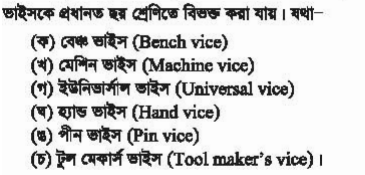 ভাইসকে প্রধানত ছয় শ্রেণিতে বিভক্ত করা যায়। যথা–
(ক) বেঞ্চ ভাইস (Bench vice)
(খ) মেশিন ভাইস (Machine vice)
(গ) ইউনিভার্সাল ভাইস (Universal vice)
(ঘ) হ্যান্ড ভাইস (Hand vice)
(ঙ) পীন ভাইস (Pin vice)
(চ) টুল মেকার্স ভাইস (Tool maker's vice)।